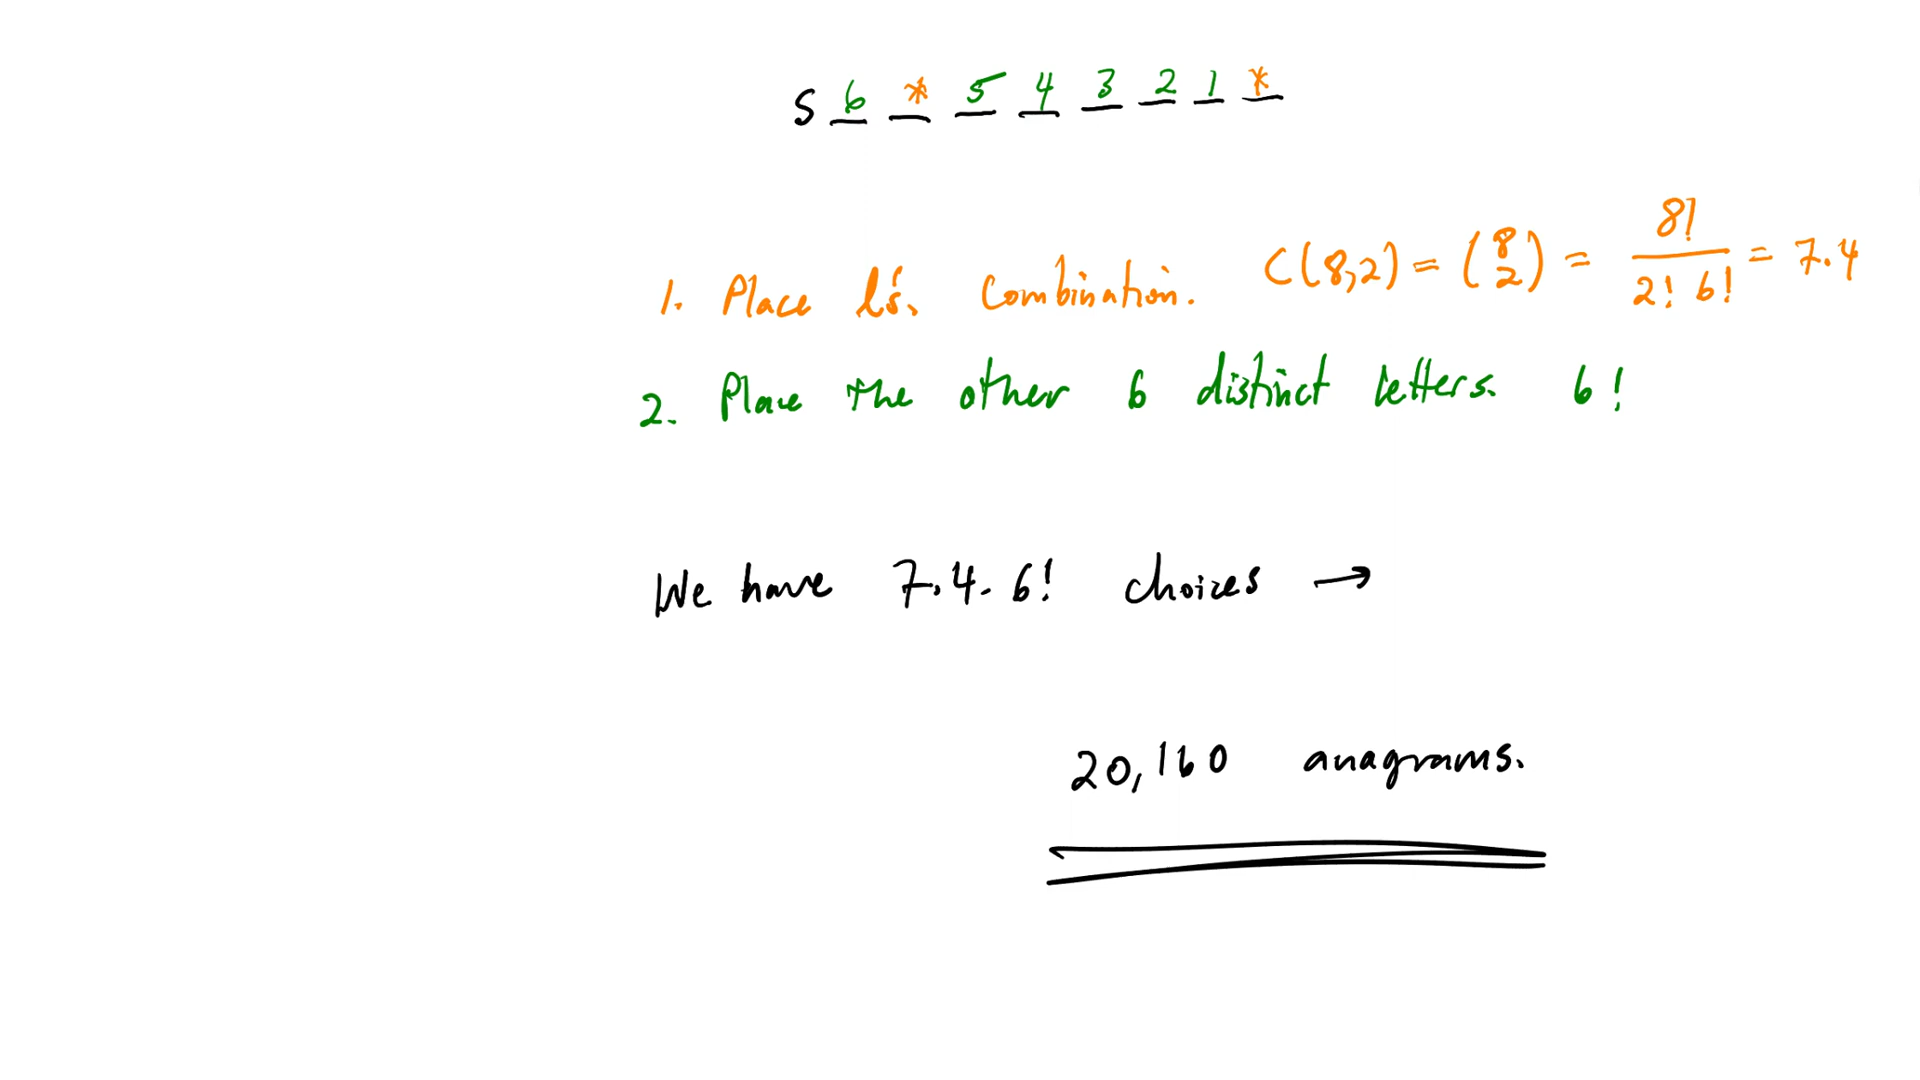 S 6 * 5 4 3 2 1 *
1. Place l's. Combination. C(8,2) = (8 2) = 8! / 2! 6! = 7.4
2. Place the other 6 distinct letters. 6!
We have 7.4.6! choices →
20,160 anagrams.